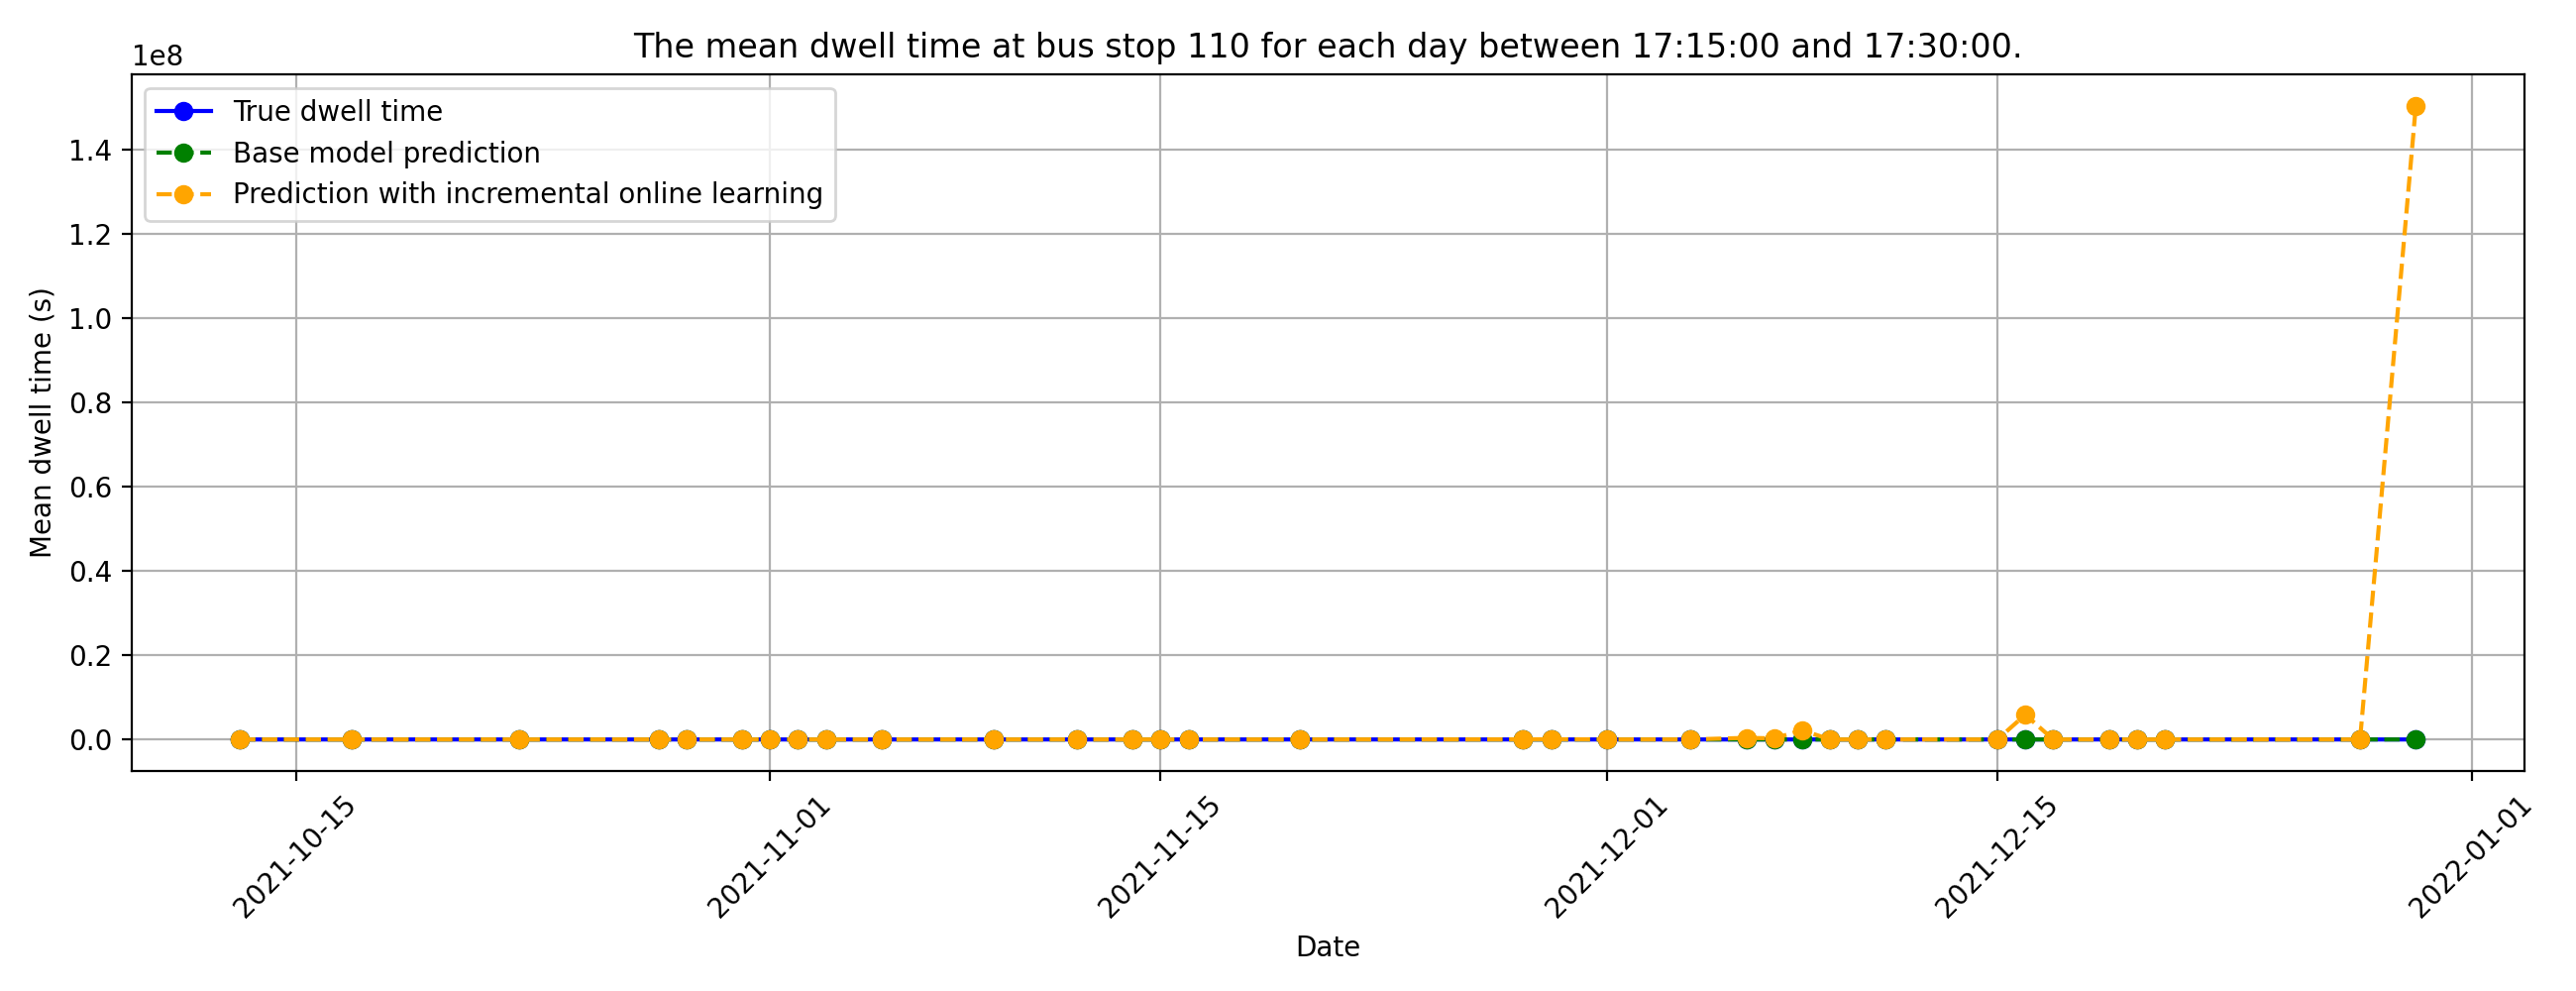 The mean dwell time at bus stop 110 for each day between 17:15:00 and 17:30:00.
1e8
True dwell time
Base model prediction
Prediction with incremental online learning
Mean dwell time (s)
1.4
1.2
1.0
0.8
0.6
0.4
0.2
0.0
2021-10-15
2021-11-01
2021-11-15
2021-12-01
2021-12-15
2022-01-01
Date